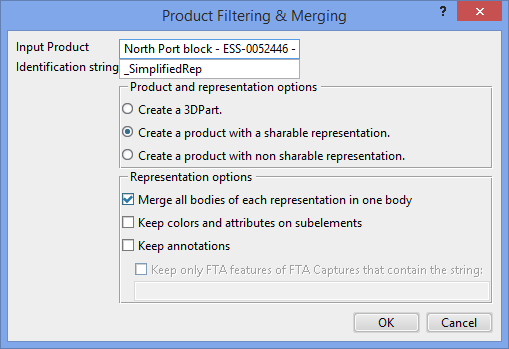 Product Filtering & Merging
?
Input Product North Port block - ESS-0052446 -
Identification string _SimplifiedRep
Product and representation options
Create a 3DPart.
Create a product with a sharable representation.
Create a product with non sharable representation.
Representation options
Merge all bodies of each representation in one body
Keep colors and attributes on subelements
Keep annotations
Keep only FTA features of FTA Captures that contain the string:
OK Cancel